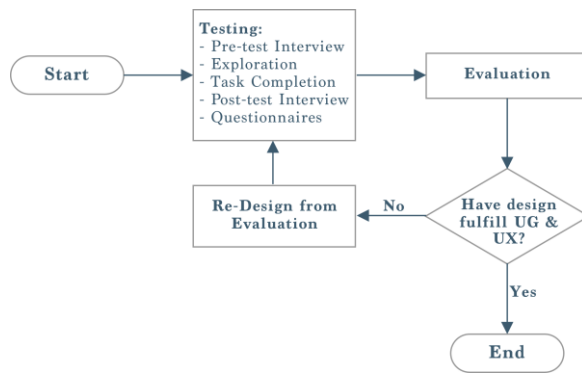 Start
Testing:
- Pre-test Interview
- Exploration
- Task Completion
- Post-test Interview
- Questionnaires
Evaluation
Have design
fulfill UG &
UX?
No
Re-Design from
Evaluation
Yes
End